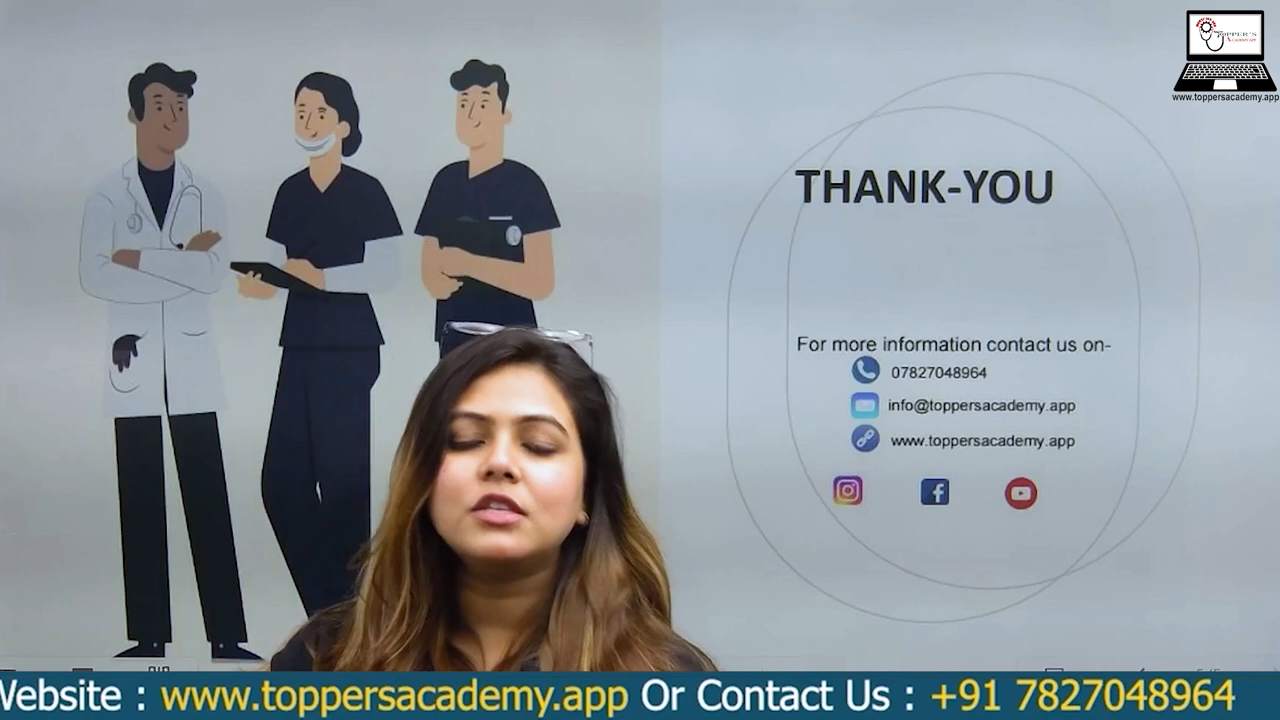 TOPPER'S
www.toppersacademy.app
THANK-YOU
For more information contact us on-
07827048964
info@toppersacademy.app
www.toppersacademy.app
Website : www.toppersacademy.app Or Contact Us : +91 7827048964